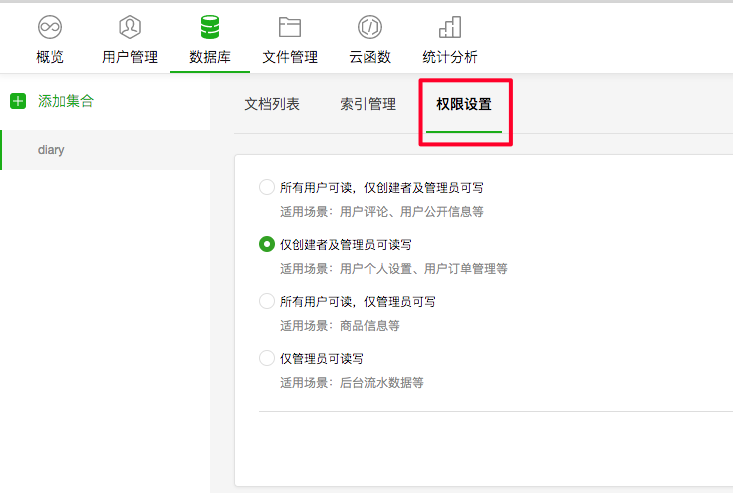 概览 用户管理 数据库 文件管理 云函数 统计分析
添加集合
diary
文档列表 索引管理 权限设置
所有用户可读，仅创建者及管理员可写
适用场景：用户评论、用户公开信息等
仅创建者及管理员可读写
适用场景：用户个人设置、用户订单管理等
所有用户可读，仅管理员可写
适用场景：商品信息等
仅管理员可读写
适用场景：后台流水数据等